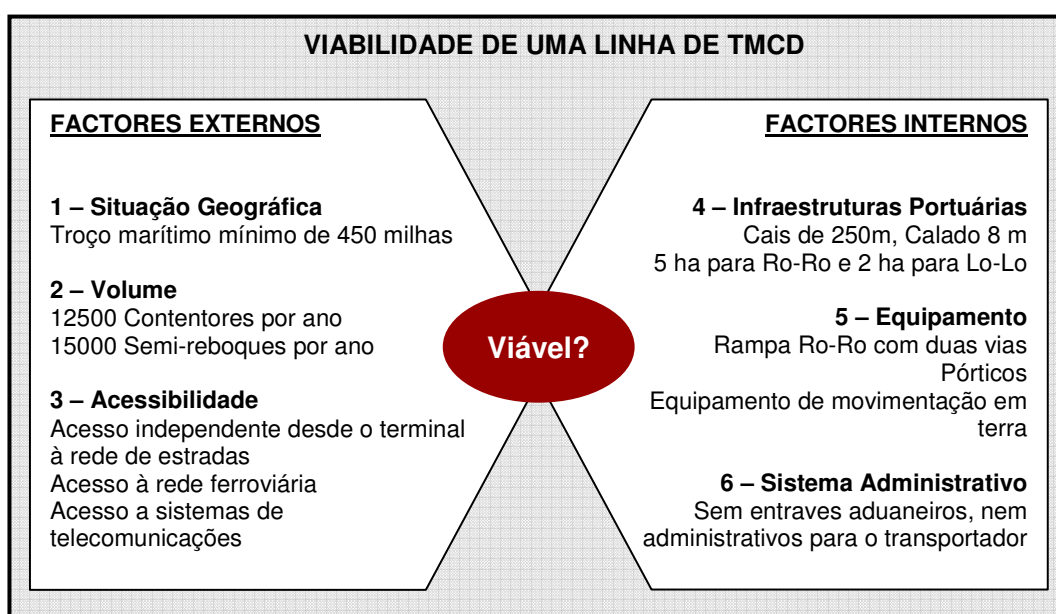 VIABILIDADE DE UMA LINHA DE TMCD
FACTORES EXTERNOS
1 – Situação Geográfica
Troço marítimo mínimo de 450 milhas
2 – Volume
12500 Contentores por ano
15000 Semi-reboques por ano
3 – Acessibilidade
Acesso independente desde o terminal
à rede de estradas
Acesso à rede ferroviária
Acesso a sistemas de
telecomunicações
Viável?
FACTORES INTERNOS
4 – Infraestruturas Portuárias
Cais de 250m, Calado 8 m
5 ha para Ro-Ro e 2 ha para Lo-Lo
5 – Equipamento
Rampa Ro-Ro com duas vias
Pórticos
Equipamento de movimentação em
terra
6 – Sistema Administrativo
Sem entraves aduaneiros, nem
administrativos para o transportador